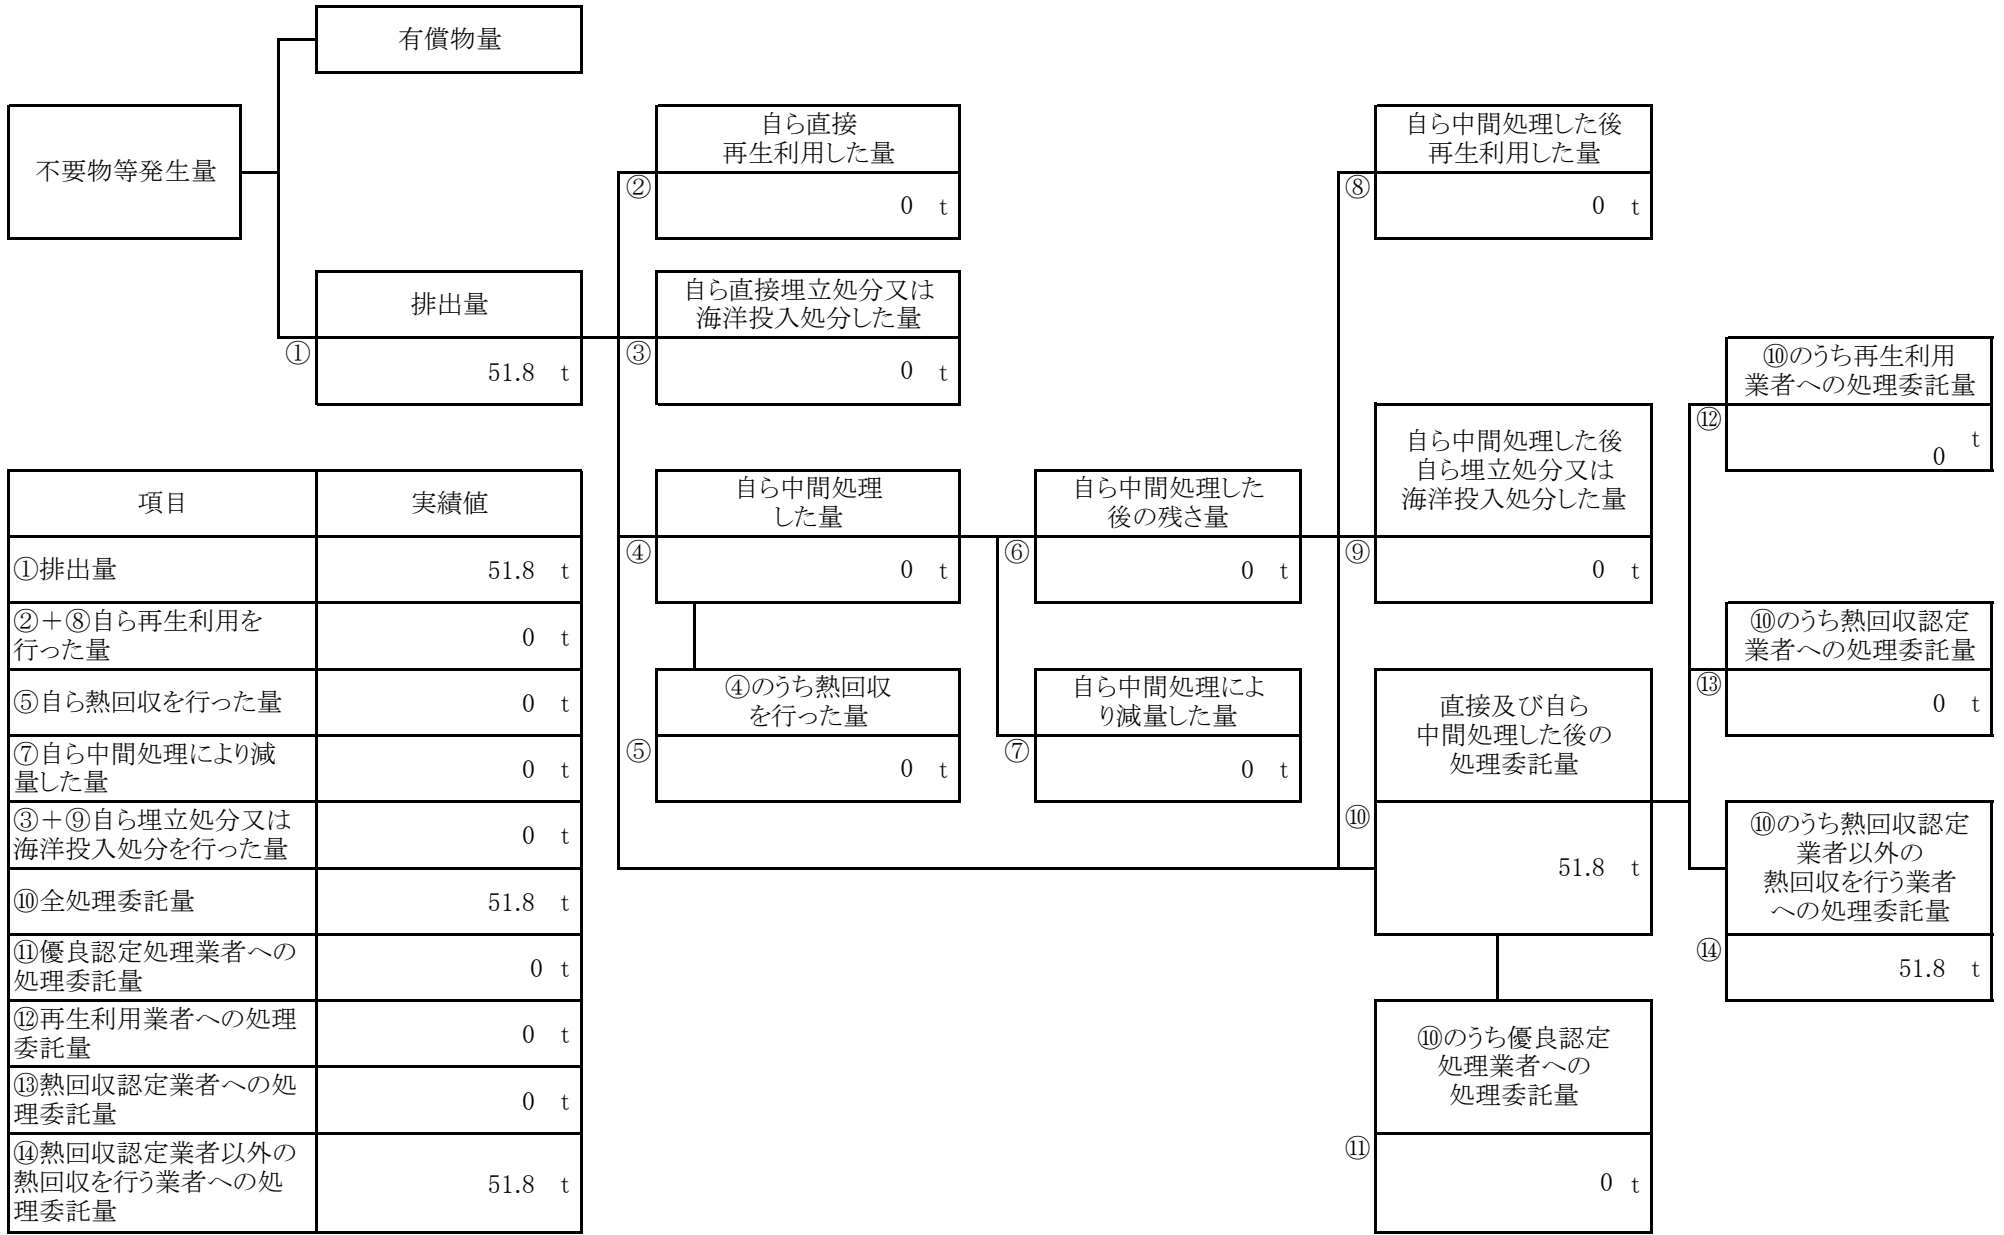 有償物量
不要物等発生量
自ら直接
再生利用した量
②
0 t
自ら中間処理した後
再生利用した量
⑧
0 t
排出量
①
51.8 t
自ら直接埋立処分又は
海洋投入処分した量
③
0 t
⑩のうち再生利用
業者への処理委託量
⑫
t
0
自ら中間処理
した量
④
0 t
自ら中間処理した
後の残さ量
⑥
0 t
自ら中間処理した後
自ら埋立処分又は
海洋投入処分した量
⑨
0 t
⑩のうち熱回収認定
業者への処理委託量
⑬
0 t
④のうち熱回収
を行った量
⑤
0 t
自ら中間処理によ
り減量した量
⑦
0 t
直接及び自ら
中間処理した後の
処理委託量
⑩
51.8 t
⑩のうち熱回収認定
業者以外の
熱回収を行う業者
への処理委託量
⑭
51.8 t
⑩のうち優良認定
処理業者への
処理委託量
⑪
0 t
項目 実績値
①排出量 51.8 t
②＋⑧自ら再生利用を
行った量
0 t
⑤自ら熱回収を行った量 0 t
⑦自ら中間処理により減
量した量
0 t
③＋⑨自ら埋立処分又は
海洋投入処分を行った量
0 t
⑩全処理委託量 51.8 t
⑪優良認定処理業者への
処理委託量
0 t
⑫再生利用業者への処理
委託量
0 t
⑬熱回収認定業者への処
理委託量
0 t
⑭熱回収認定業者以外の
熱回収を行う業者への処
理委託量
51.8 t